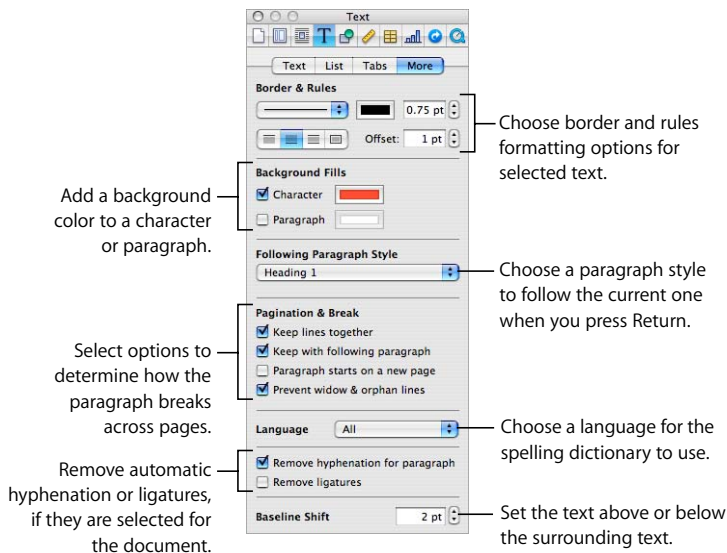 Text
Text List Tabs More
Border & Rules
0.75 pt
Offset: 1 pt
Choose border and rules
formatting options for
selected text.
Background Fills
Character
Paragraph
Add a background
color to a character
or paragraph.
Following Paragraph Style
Heading 1
Choose a paragraph style
to follow the current one
when you press Return.
Pagination & Break
Keep lines together
Keep with following paragraph
Paragraph starts on a new page
Prevent widow & orphan lines
Select options to
determine how the
paragraph breaks
across pages.
Language All
Choose a language for the
spelling dictionary to use.
Remove hyphenation for paragraph
Remove ligatures
Remove automatic
hyphenation or ligatures,
if they are selected for
the document.
Baseline Shift 2 pt
Set the text above or below
the surrounding text.